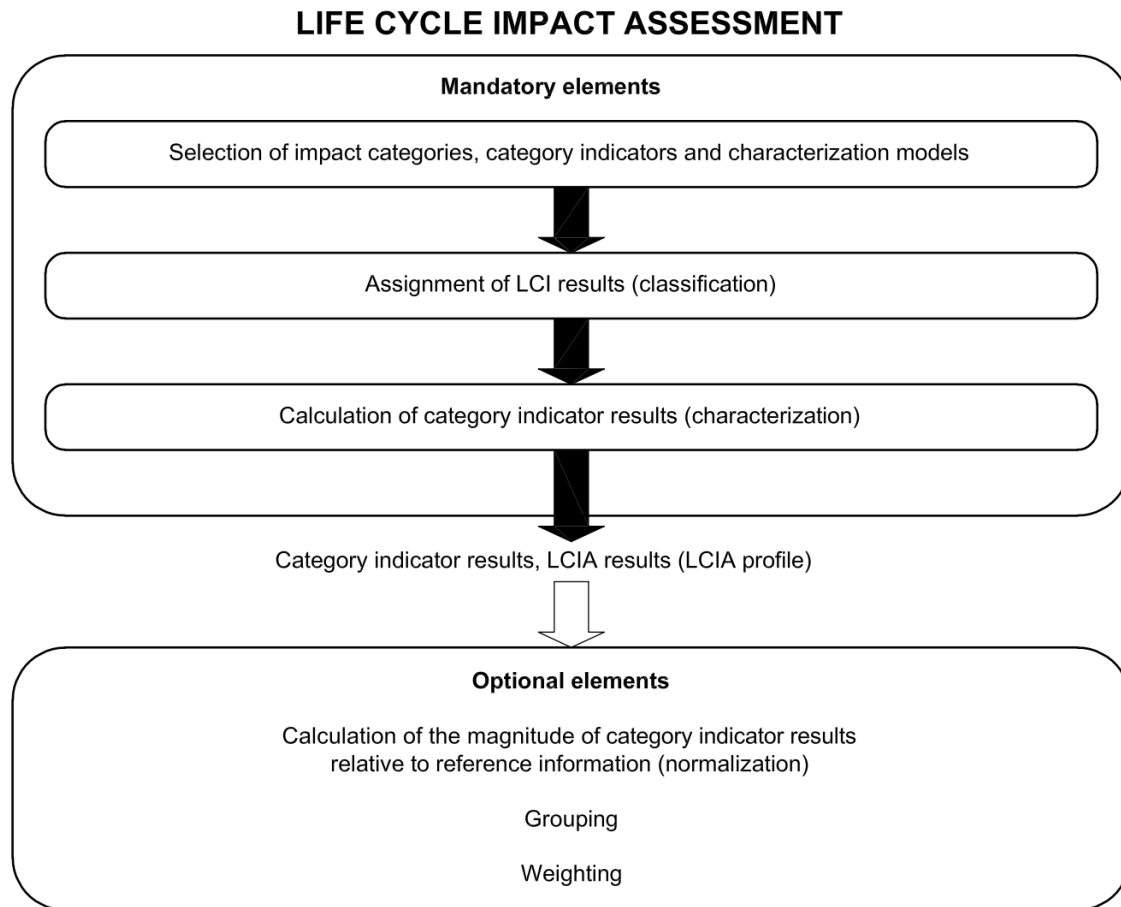 LIFE CYCLE IMPACT ASSESSMENT
Mandatory elements
Selection of impact categories, category indicators and characterization models
Assignment of LCI results (classification)
Calculation of category indicator results (characterization)
Category indicator results, LCIA results (LCIA profile)
Optional elements
Calculation of the magnitude of category indicator results
relative to reference information (normalization)
Grouping
Weighting